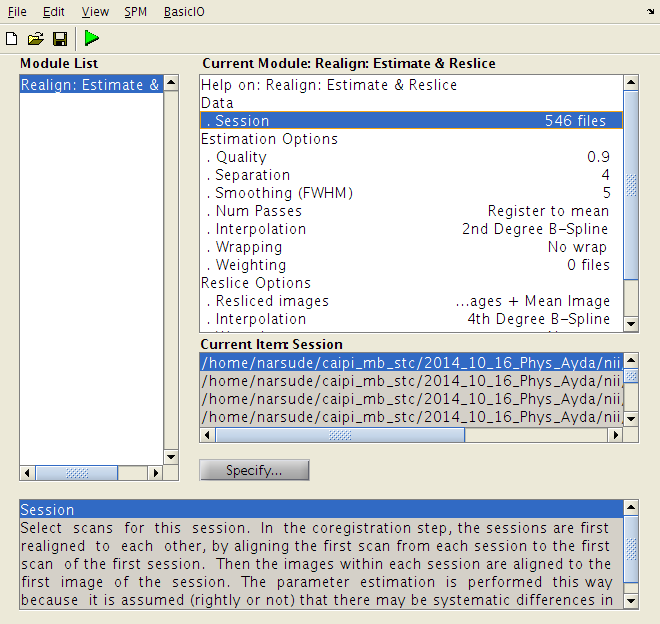 File Edit View SPM BasicIO
Module List
Realign: Estimate &
Current Module: Realign: Estimate & Reslice
Help on: Realign: Estimate & Reslice
Data
. Session 546 files
Estimation Options
. Quality 0.9
. Separation 4
. Smoothing (FWHM) 5
. Num Passes Register to mean
. Interpolation 2nd Degree B-Spline
. Wrapping No wrap
. Weighting 0 files
Reslice Options
. Resliced images ...ages + Mean Image
. Interpolation 4th Degree B-Spline
Current Item: Session
/home/narsude/caipi_mb_stc/2014_10_16_Phys_Ayda/nii,
/home/narsude/caipi_mb_stc/2014_10_16_Phys_Ayda/nii,
/home/narsude/caipi_mb_stc/2014_10_16_Phys_Ayda/nii,
/home/narsude/caipi_mb_stc/2014_10_16_Phys_Ayda/nii,
Specify...
Session
Select scans for this session. In the coregistration step, the sessions are first
realigned to each other, by aligning the first scan from each session to the first
scan of the first session. Then the images within each session are aligned to the
first image of the session. The parameter estimation is performed this way
because it is assumed (rightly or not) that there may be systematic differences in